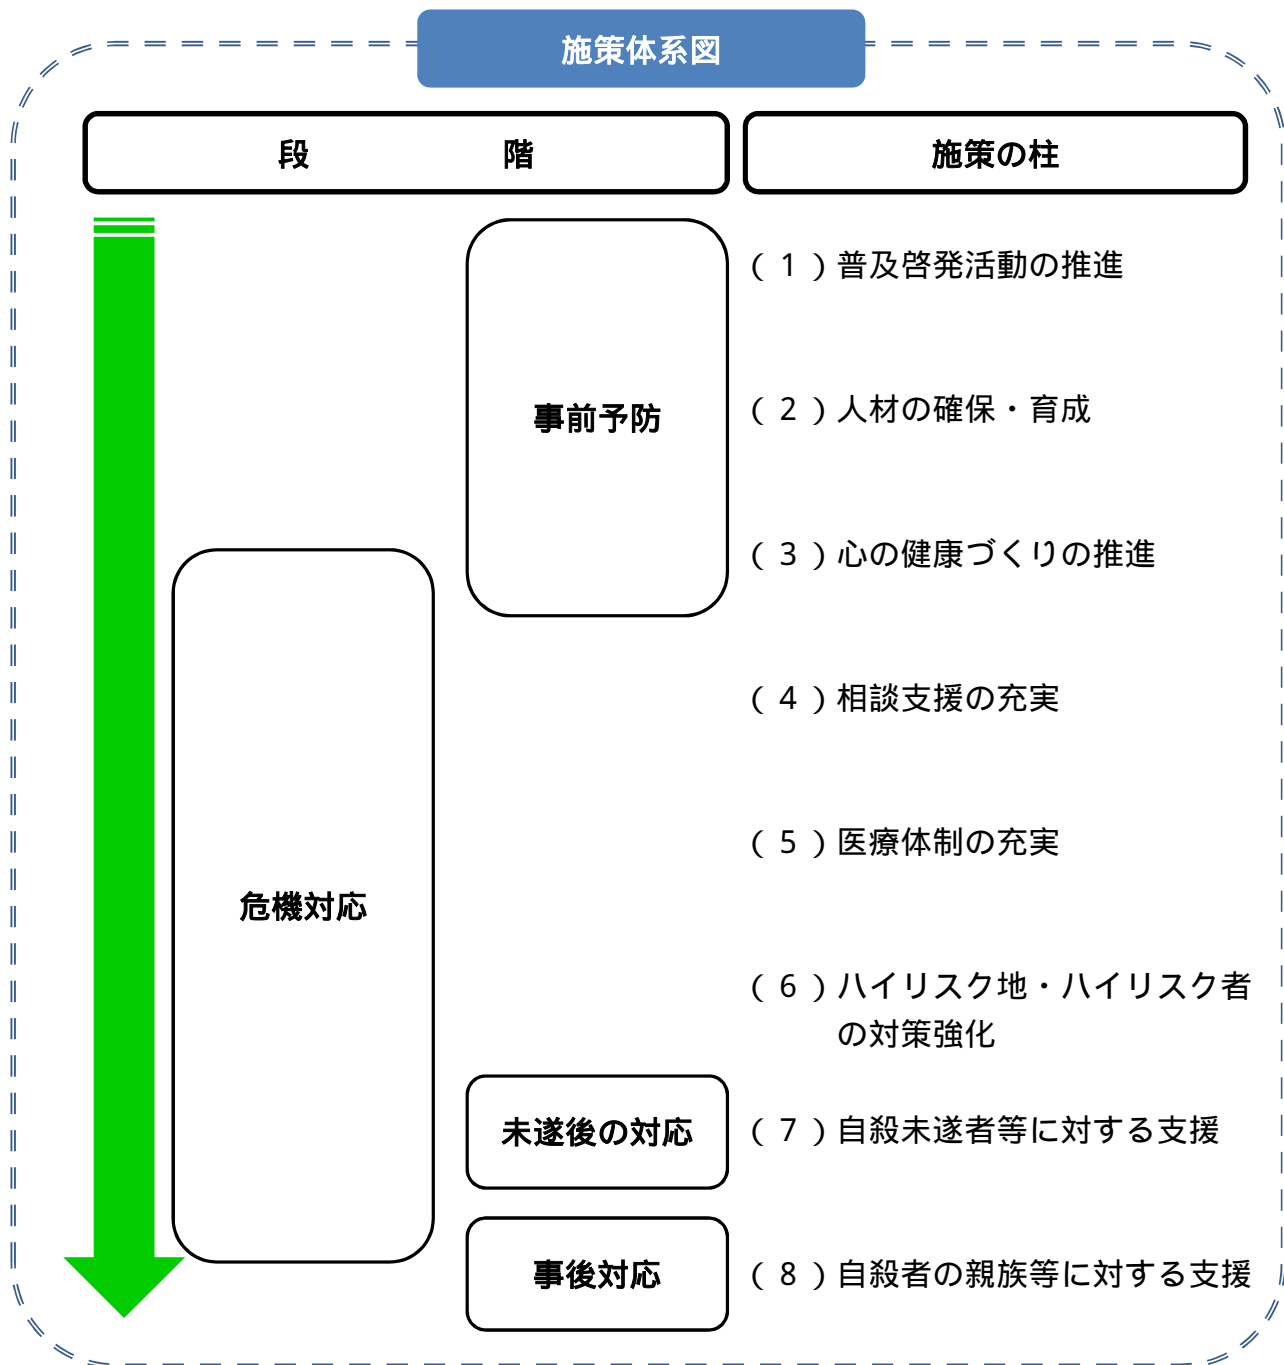 施策体系図
段 階
施策の柱
事前予防
危機対応
未遂後の対応
事後対応
（１）普及啓発活動の推進
（２）人材の確保・育成
（３）心の健康づくりの推進
（４）相談支援の充実
（５）医療体制の充実
（６）ハイリスク地・ハイリスク者
の対策強化
（７）自殺未遂者等に対する支援
（８）自殺者の親族等に対する支援